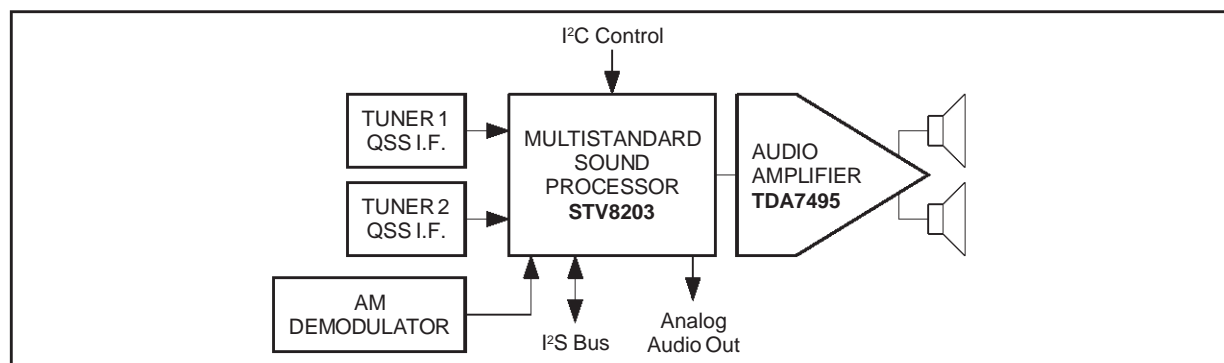 I²C Control
TUNER 1
QSS I.F.
TUNER 2
QSS I.F.
AM
DEMODULATOR
MULTISTANDARD
SOUND
PROCESSOR
STV8203
AUDIO
AMPLIFIER
TDA7495
I²S Bus
Analog
Audio Out